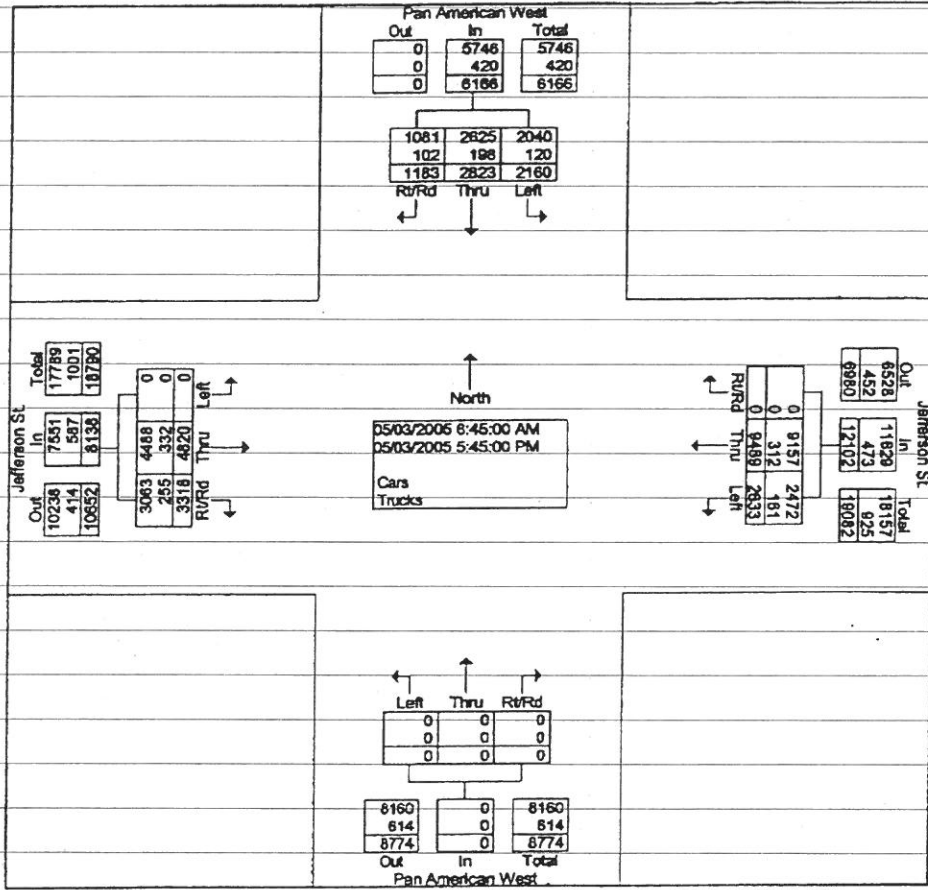 Pan American West
Out In Total
0 5746 5746
0 420 420
0 6166 6166
1081 2625 2040
102 198 120
1183 2823 2160
Rt/Rd Thru Left
Jefferson St.
Total In Out
17789 7551 10238
1001 587 414
18790 8138 10652
0 4488 3063
0 332 255
0 4820 3318
Left Thru Rt/Rd
North
05/03/2005 6:45:00 AM
05/03/2005 5:45:00 PM
Cars
Trucks
Rt/Rd Thru Left
0 9157 2472
0 312 161
0 9469 2633
Jefferson St.
Out In Total
6528 11629 18157
452 473 925
6980 12102 19082
Left Thru Rt/Rd
0 0 0
0 0 0
0 0 0
8160 0 8160
614 0 614
8774 0 8774
Out In Total
Pan American West